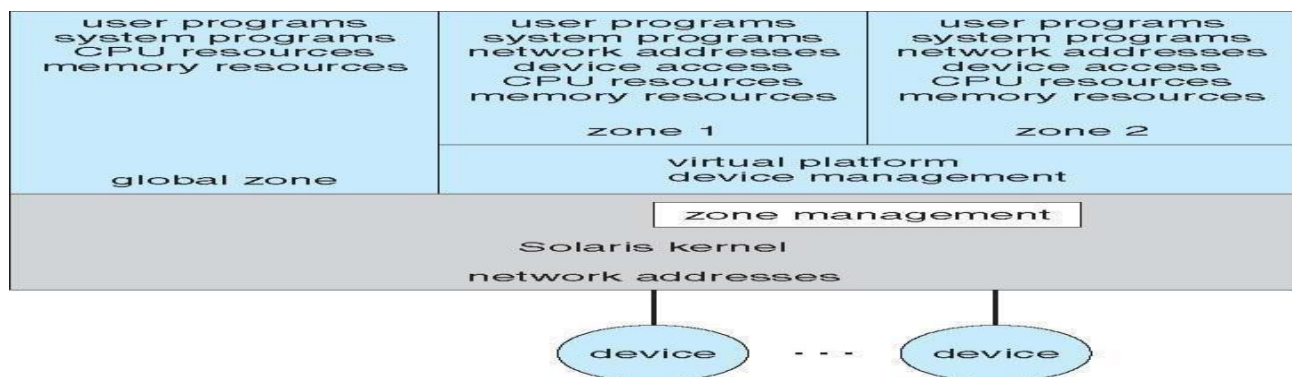 user programs
system programs
CPU resources
memory resources
global zone
user programs
system programs
network addresses
device access
CPU resources
memory resources
zone 1
user programs
system programs
network addresses
device access
CPU resources
memory resources
zone 2
virtual platform
device management
zone management
Solaris kernel
network addresses
device
. . .
device